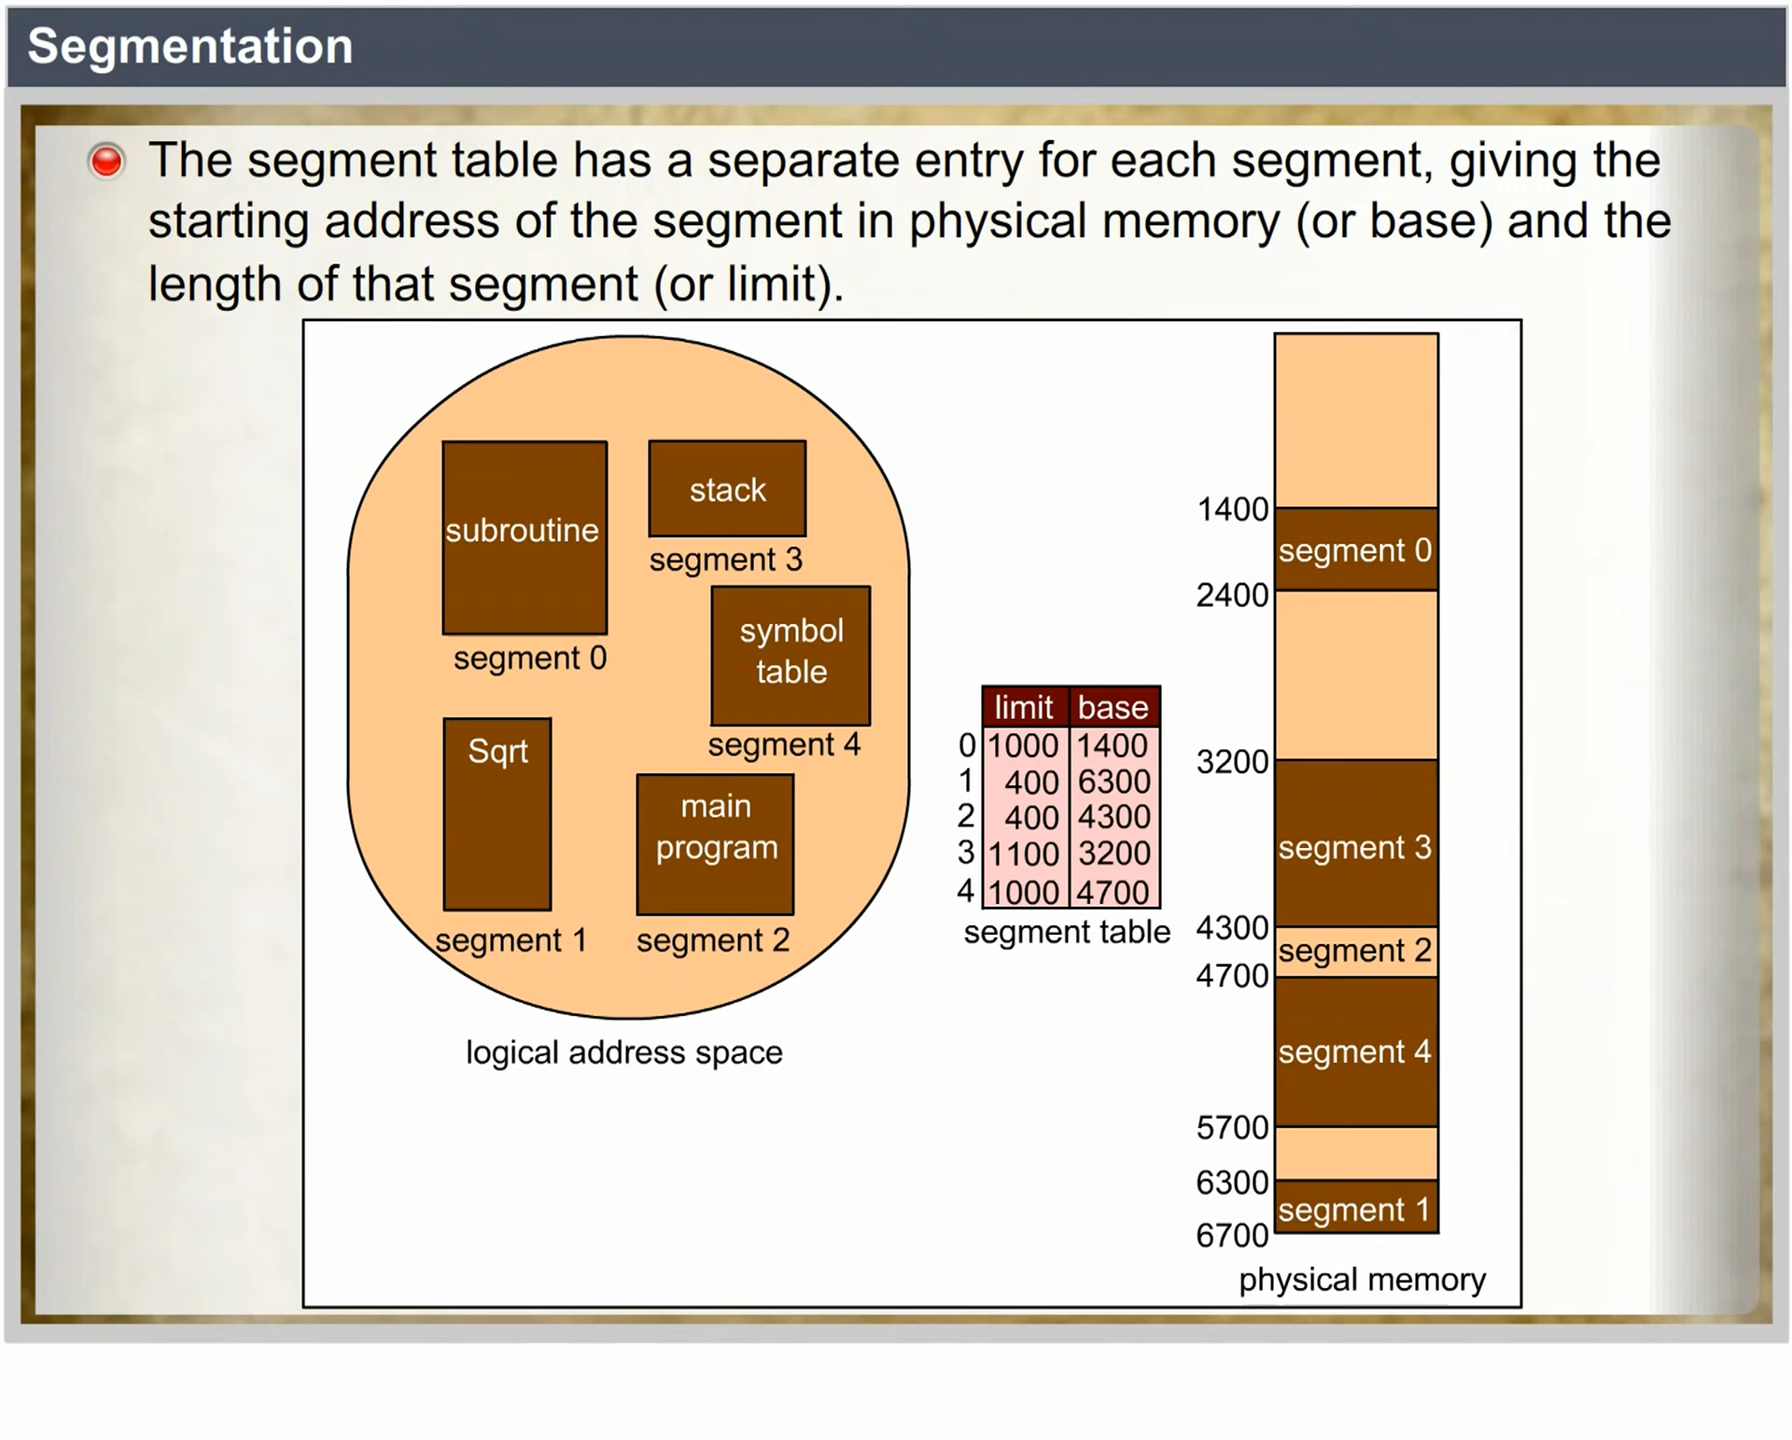 Segmentation
The segment table has a separate entry for each segment, giving the
starting address of the segment in physical memory (or base) and the
length of that segment (or limit).
subroutine
segment 0
stack
segment 3
symbol
table
segment 4
Sqrt
segment 1
main
program
segment 2
logical address space
limit base
0 1000 1400
1 400 6300
2 400 4300
3 1100 3200
4 1000 4700
segment table
1400
segment 0
2400
3200
segment 3
4300
segment 2
4700
segment 4
5700
6300
segment 1
6700
physical memory